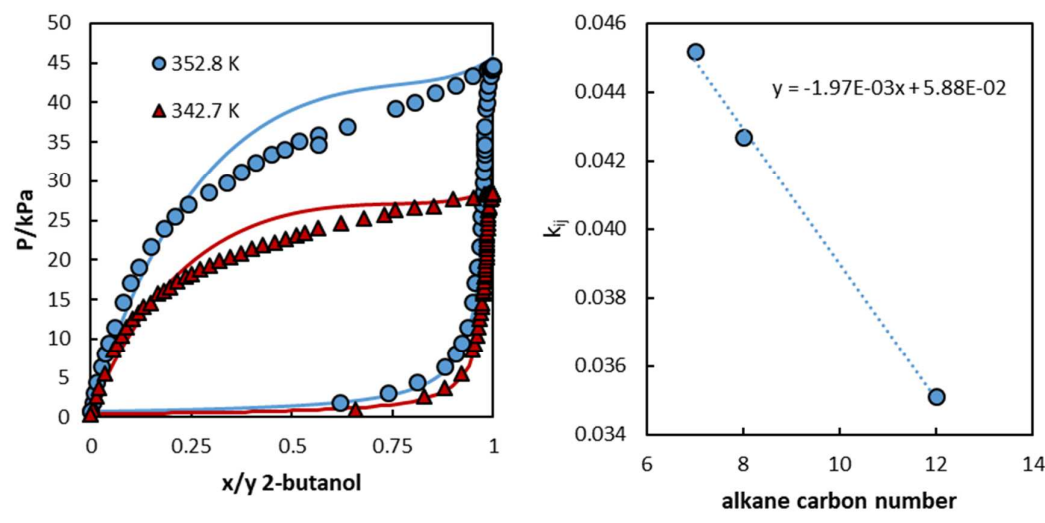 50
45
40
35
30
25
20
15
10
5
0
P/kPa
352.8 K
342.7 K
0 0.25 0.5 0.75 1
x/y 2-butanol
0.046
0.044
0.042
0.040
0.038
0.036
0.034
kij
y = -1.97E-03x + 5.88E-02
6 8 10 12 14
alkane carbon number